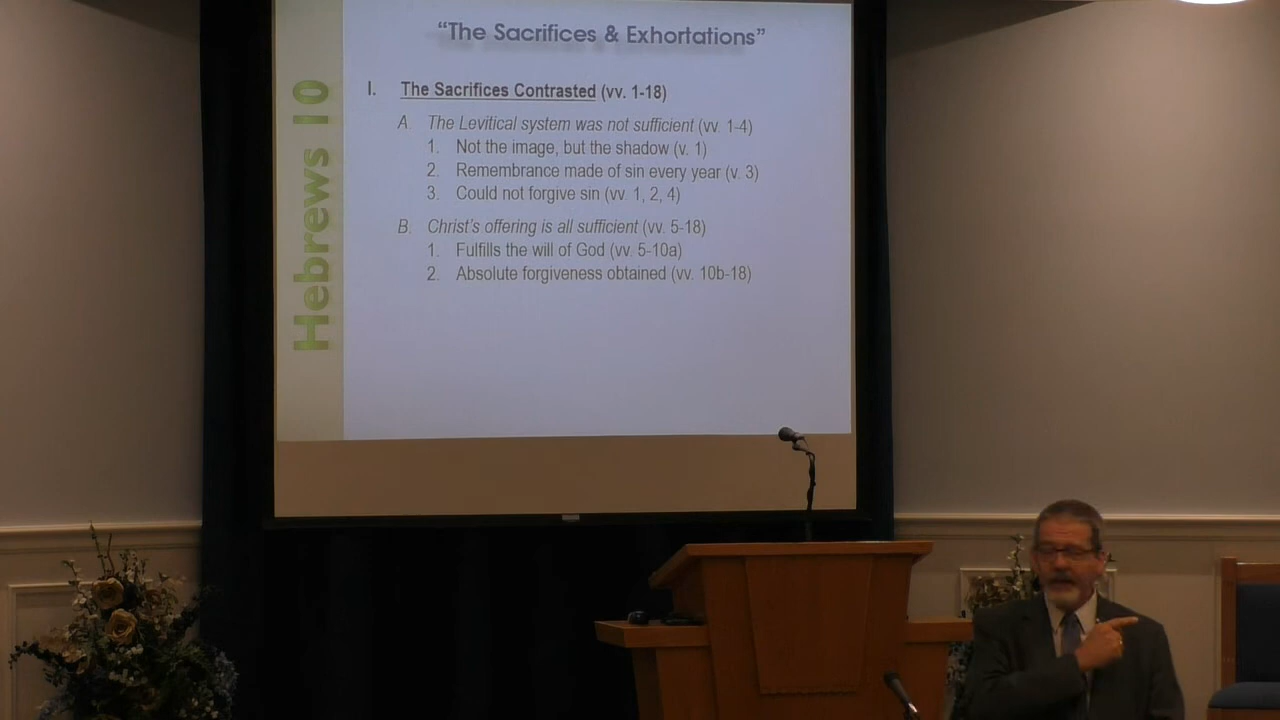 “The Sacrifices & Exhortations”
Hebrews 10
I. The Sacrifices Contrasted (vv. 1-18)
A. The Levitical system was not sufficient (vv. 1-4)
1. Not the image, but the shadow (v. 1)
2. Remembrance made of sin every year (v. 3)
3. Could not forgive sin (vv. 1, 2, 4)
B. Christ's offering is all sufficient (vv. 5-18)
1. Fulfills the will of God (vv. 5-10a)
2. Absolute forgiveness obtained (vv. 10b-18)